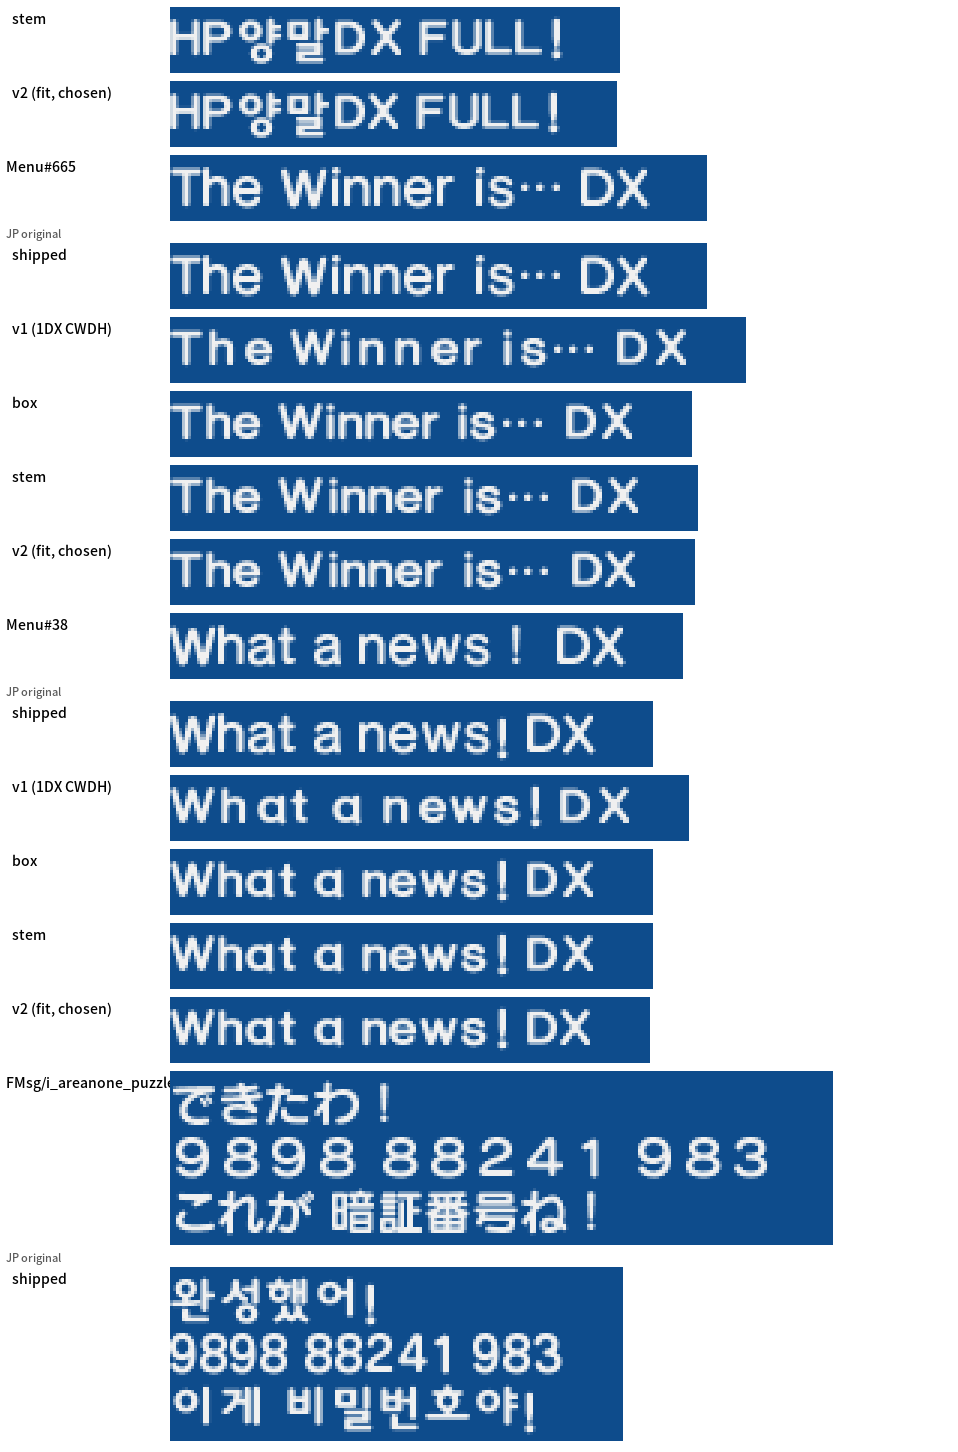 stem
HP양말DX FULL!
v2 (fit, chosen)
HP양말DX FULL!
Menu#665
The Winner is… DX
JP original
shipped
The Winner is… DX
v1 (1DX CWDH)
The Winner is… DX
box
The Winner is… DX
stem
The Winner is… DX
v2 (fit, chosen)
The Winner is… DX
Menu#38
What a news！ DX
JP original
shipped
What a news! DX
v1 (1DX CWDH)
What a news! DX
box
What a news! DX
stem
What a news! DX
v2 (fit, chosen)
What a news! DX
FMsg/i_areanone_puzzle
できたわ！
９８９８ ８８２４１ ９８３
これが 暗証番号ね！
JP original
shipped
완성했어!
9898 88241 983
이게 비밀번호야!